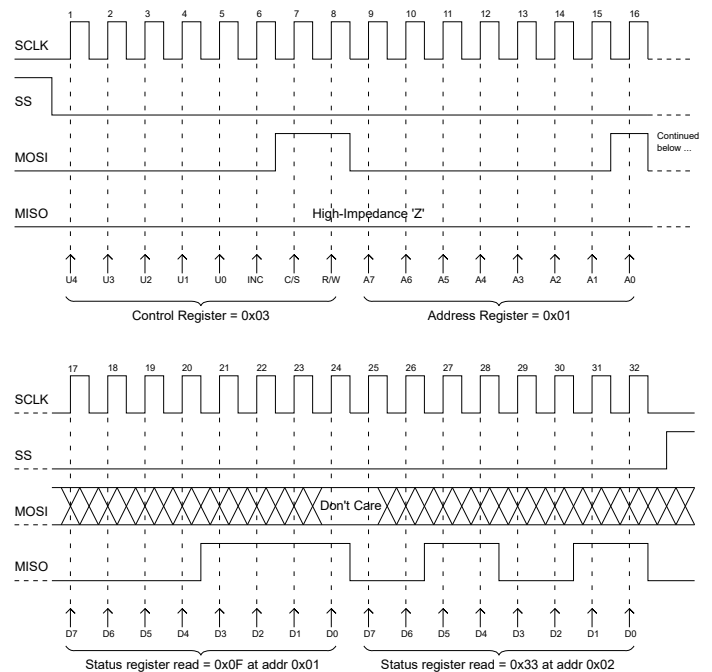 1 2 3 4 5 6 7 8 9 10 11 12 13 14 15 16
SCLK
SS
MOSI
Continued
below ...
MISO
High-Impedance 'Z'
U4 U3 U2 U1 U0 INC C/S R/W A7 A6 A5 A4 A3 A2 A1 A0
Control Register = 0x03 Address Register = 0x01
17 18 19 20 21 22 23 24 25 26 27 28 29 30 31 32
SCLK
SS
MOSI
Don't Care
MISO
D7 D6 D5 D4 D3 D2 D1 D0 D7 D6 D5 D4 D3 D2 D1 D0
Status register read = 0x0F at addr 0x01 Status register read = 0x33 at addr 0x02